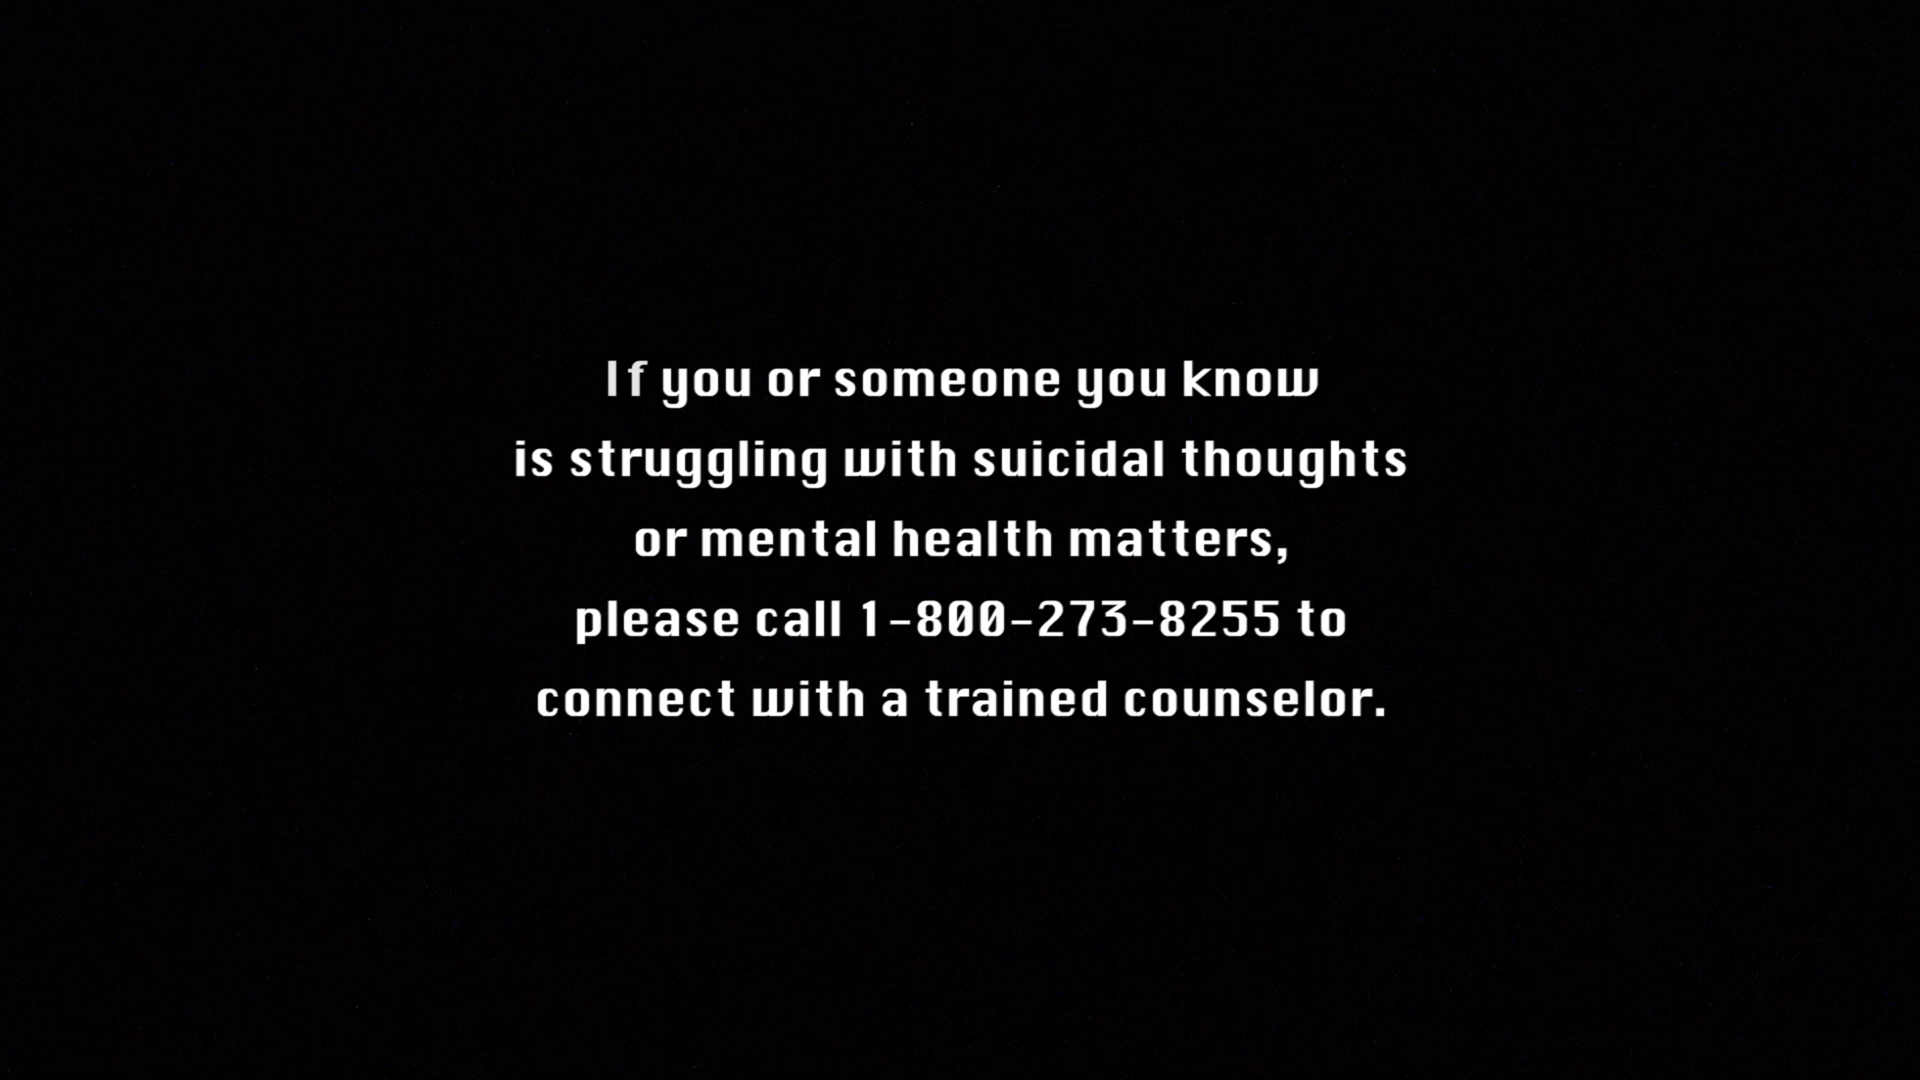 If you or someone you know
is struggling with suicidal thoughts
or mental health matters,
please call 1-800-273-8255 to
connect with a trained counselor.